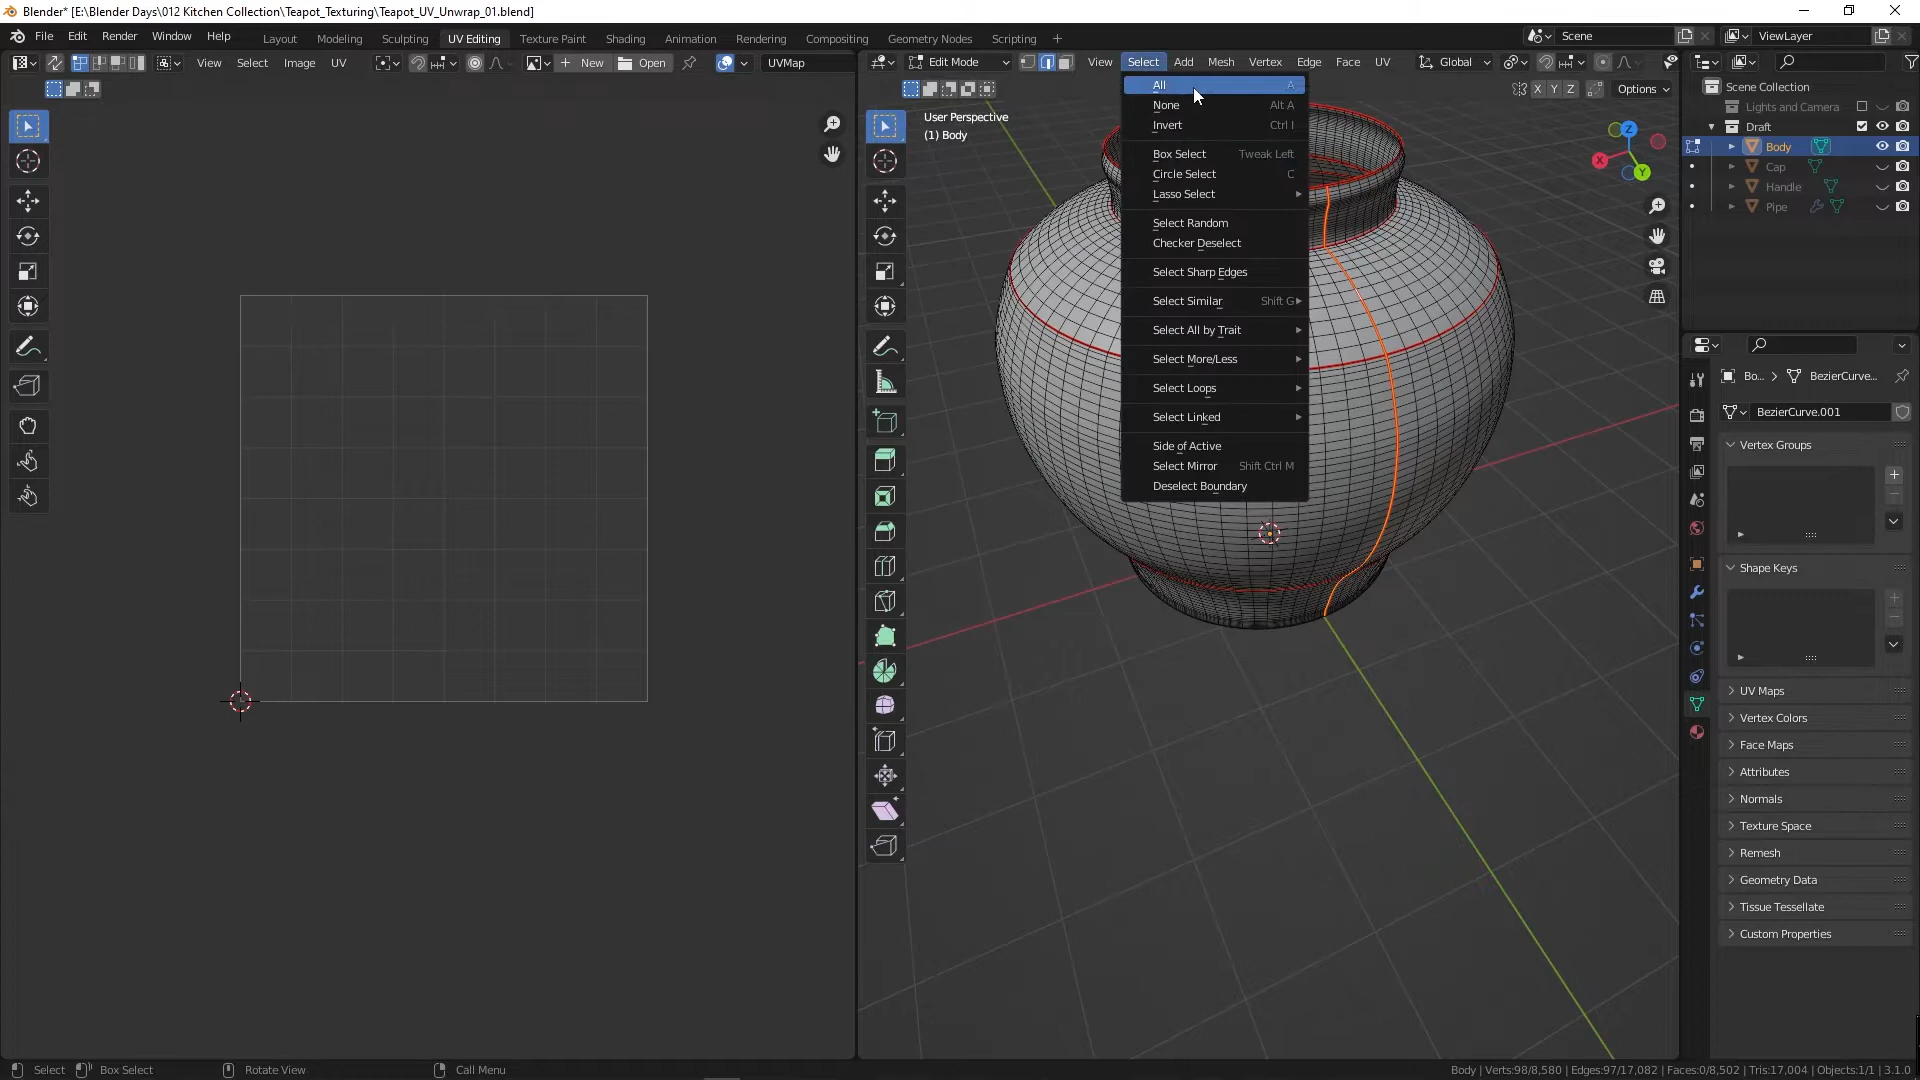 Blender* [E:\Blender Days\012 Kitchen Collection\Teapot_Texturing\Teapot_UV_Unwrap_01.blend]
File Edit Render Window Help Layout Modeling Sculpting UV Editing Texture Paint Shading Animation Rendering Compositing Geometry Nodes Scripting + Scene ViewLayer
View Select Image UV New Open UVMap Edit Mode View Select Add Mesh Vertex Edge Face UV Global
X Y Z Options
User Perspective
(1) Body
All A
None Alt A
Invert Ctrl I
Box Select Tweak Left
Circle Select C
Lasso Select
Select Random
Checker Deselect
Select Sharp Edges
Select Similar Shift G
Select All by Trait
Select More/Less
Select Loops
Select Linked
Side of Active
Select Mirror Shift Ctrl M
Deselect Boundary
Z
X
Y
Scene Collection
Lights and Camera
Draft
Body
Cap
Handle
Pipe
Bo... > BezierCurve...
BezierCurve.001
Vertex Groups
Shape Keys
UV Maps
Vertex Colors
Face Maps
Attributes
Normals
Texture Space
Remesh
Geometry Data
Tissue Tessellate
Custom Properties
Select Box Select Rotate View Call Menu Body | Verts:98/8,580 | Edges:97/17,082 | Faces:0/8,502 | Tris:17,004 | Objects:1/1 | 3.1.0